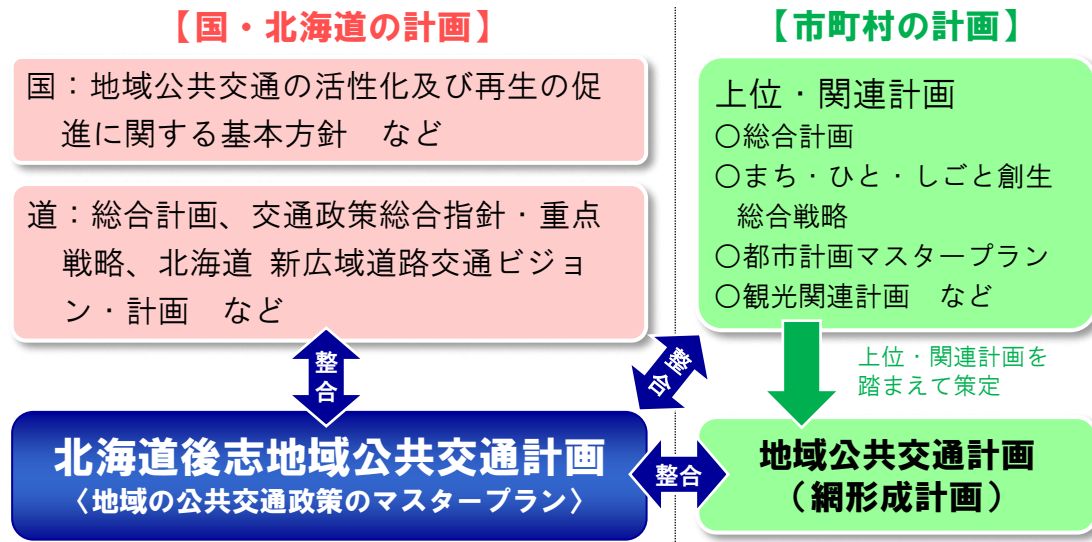 【国・北海道の計画】
国：地域公共交通の活性化及び再生の促
進に関する基本方針　など
道：総合計画、交通政策総合指針・重点
戦略、北海道 新広域道路交通ビジョ
ン・計画　など
整合
北海道後志地域公共交通計画
〈地域の公共交通政策のマスタープラン〉
整合
整合
【市町村の計画】
上位・関連計画
〇総合計画
〇まち・ひと・しごと創生
総合戦略
〇都市計画マスタープラン
〇観光関連計画　など
上位・関連計画を
踏まえて策定
地域公共交通計画
（網形成計画）